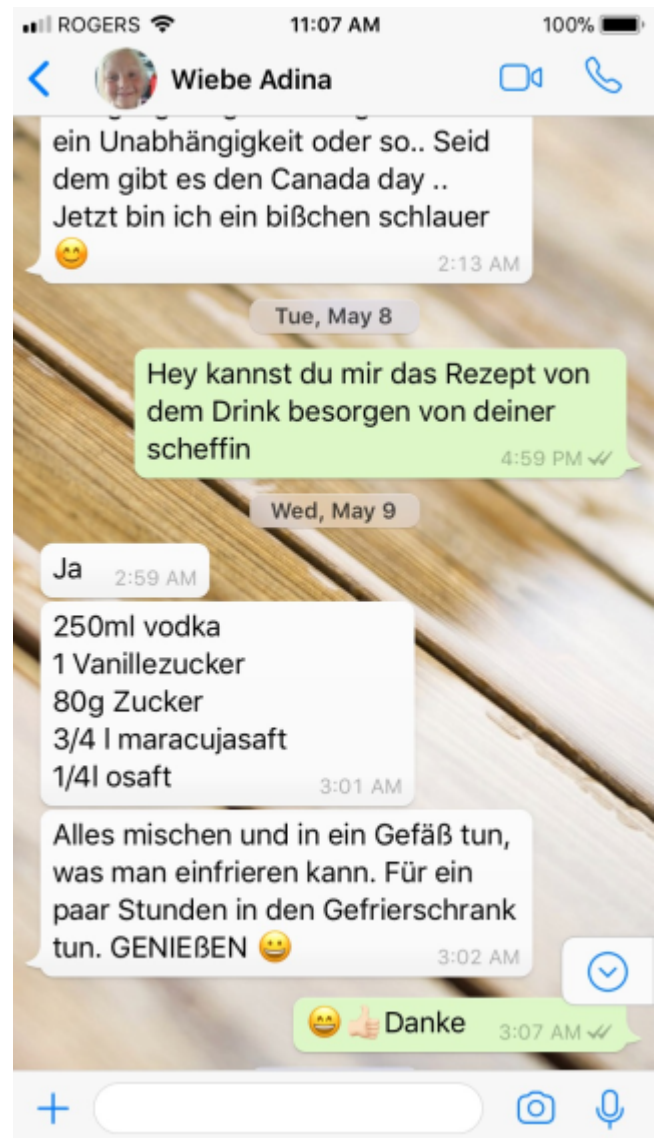 ROGERS 11:07 AM 100%
Wiebe Adina
ein Unabhängigkeit oder so.. Seid
dem gibt es den Canada day ..
Jetzt bin ich ein bißchen schlauer
😊 2:13 AM
Tue, May 8
Hey kannst du mir das Rezept von
dem Drink besorgen von deiner
scheffin 4:59 PM
Wed, May 9
Ja 2:59 AM
250ml vodka
1 Vanillezucker
80g Zucker
3/4 l maracujasaft
1/4l osaft 3:01 AM
Alles mischen und in ein Gefäß tun,
was man einfrieren kann. Für ein
paar Stunden in den Gefrierschrank
tun. GENIEßEN 😀 3:02 AM
😄👍🏻Danke 3:07 AM